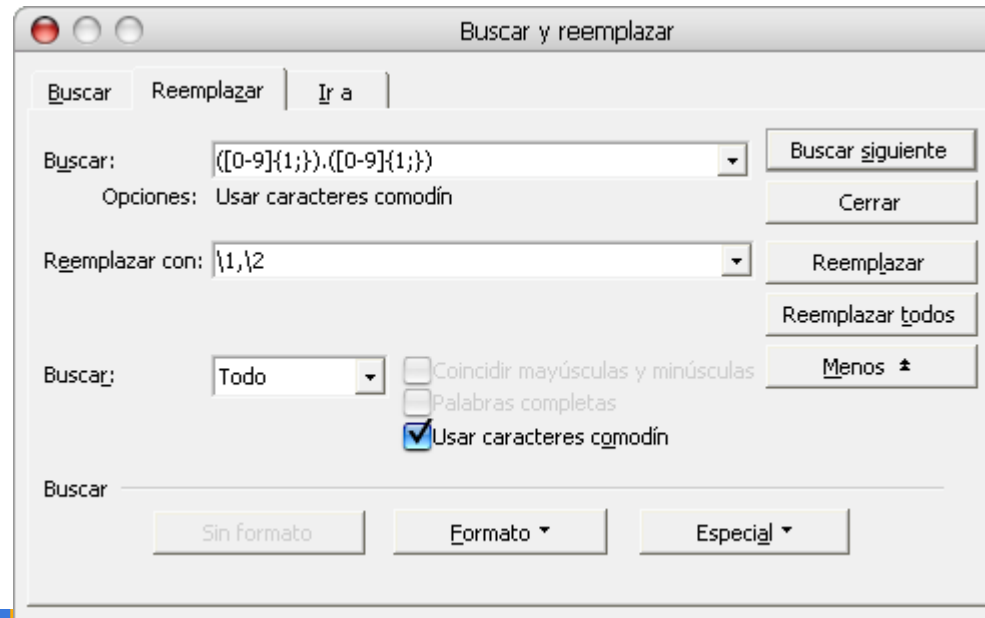 Buscar y reemplazar
Buscar Reemplazar Ir a
Buscar: ([0-9]{1;}).([0-9]{1;}) Buscar siguiente
Opciones: Usar caracteres comodín Cerrar
Reemplazar con: \1,\2 Reemplazar
Reemplazar todos
Buscar: Todo Coincidir mayúsculas y minúsculas Menos
Palabras completas
Usar caracteres comodín
Buscar
Sin formato Formato Especial